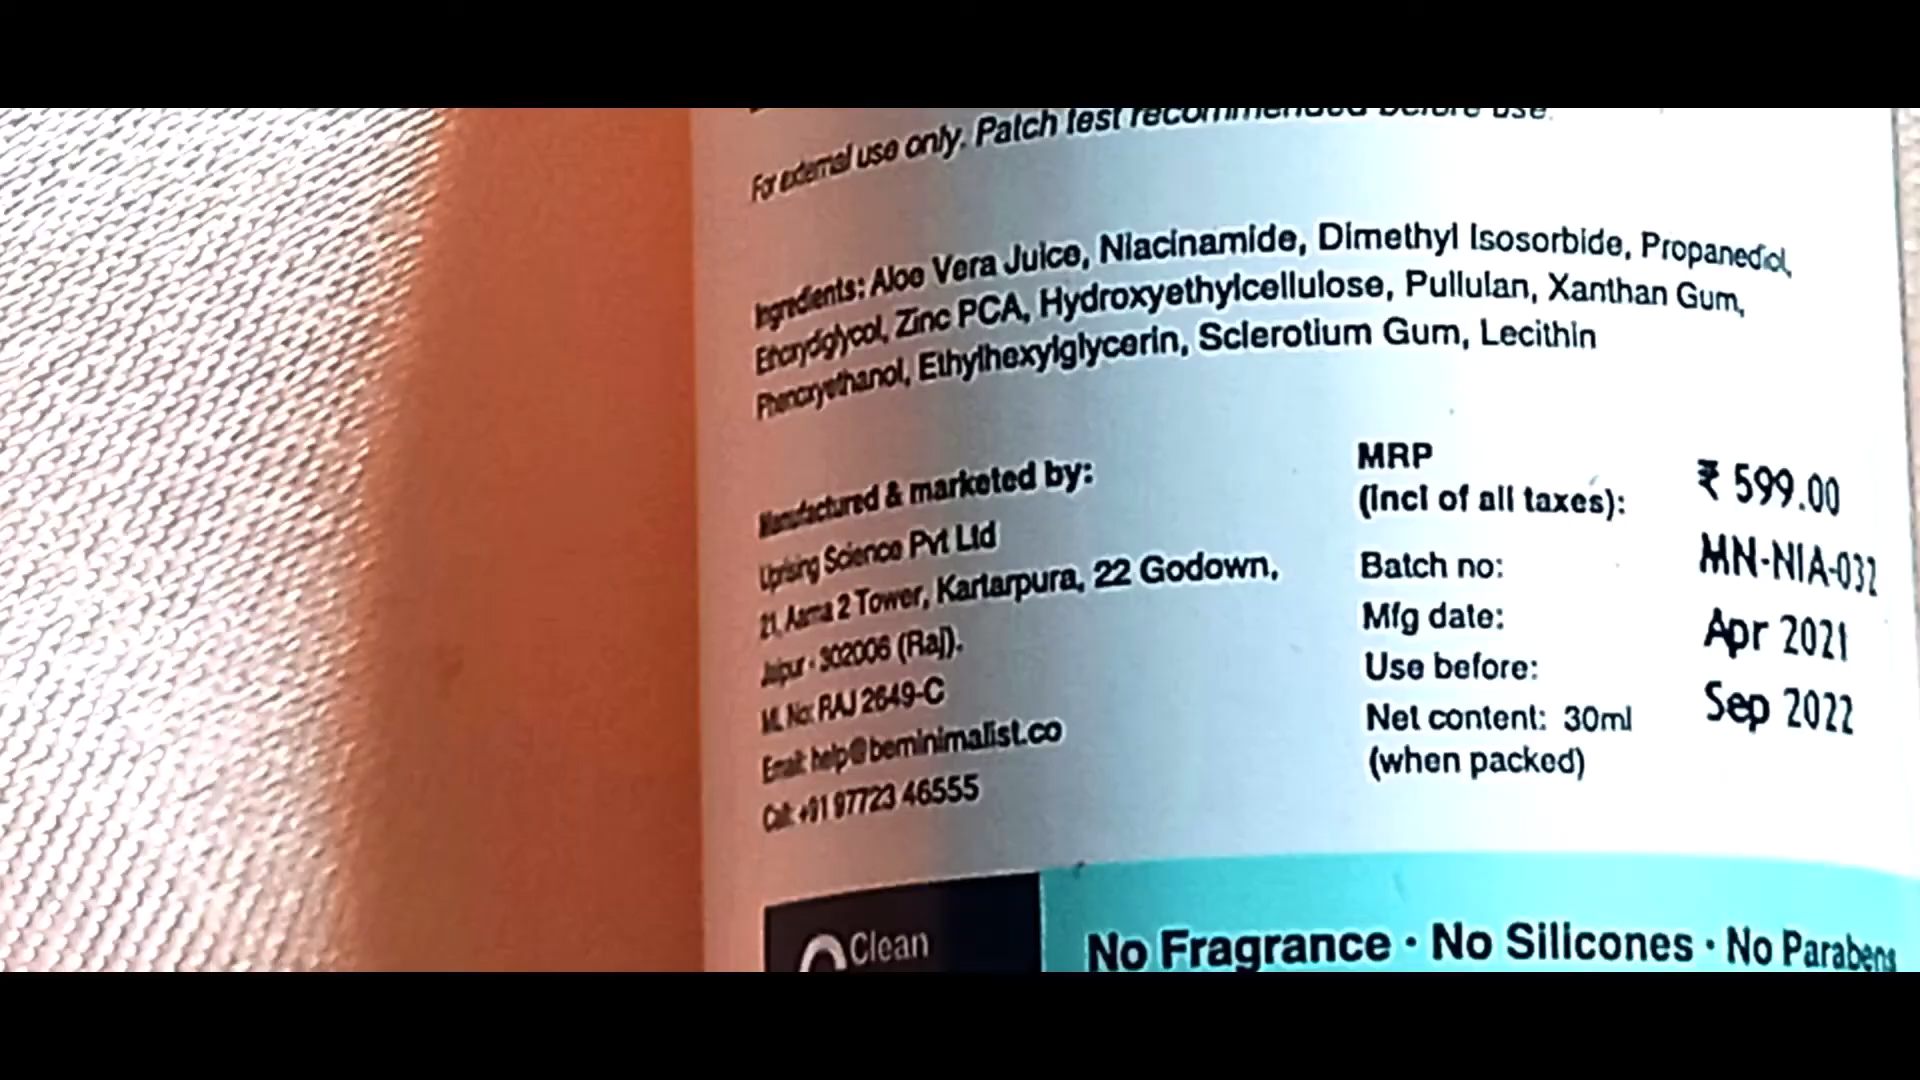 For external use only. Patch test recommended before use.
Ingredients: Aloe Vera Juice, Niacinamide, Dimethyl Isosorbide, Propanediol,
Ethoxydiglycol, Zinc PCA, Hydroxyethylcellulose, Pullulan, Xanthan Gum,
Phenoxyethanol, Ethylhexylglycerin, Sclerotium Gum, Lecithin
Manufactured & marketed by:
Uprising Science Pvt Ltd
21, Aama 2 Tower, Kartarpura, 22 Godown,
Jaipur - 302006 (Raj).
ML No: RAJ 2649-C
Email: help@beminimalist.co
Call: +91 97723 46555
MRP
(incl of all taxes): ₹ 599.00
Batch no: MN-NIA-032
Mfg date: Apr 2021
Use before: Sep 2022
Net content: 30ml
(when packed)
Clean
No Fragrance · No Silicones · No Parabens